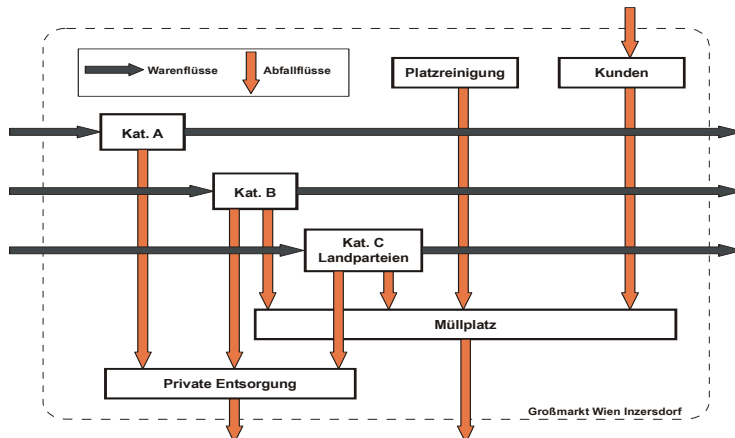 Warenflüsse
Abfallflüsse
Platzreinigung
Kunden
Kat. A
Kat. B
Kat. C
Landparteien
Müllplatz
Private Entsorgung
Großmarkt Wien Inzersdorf